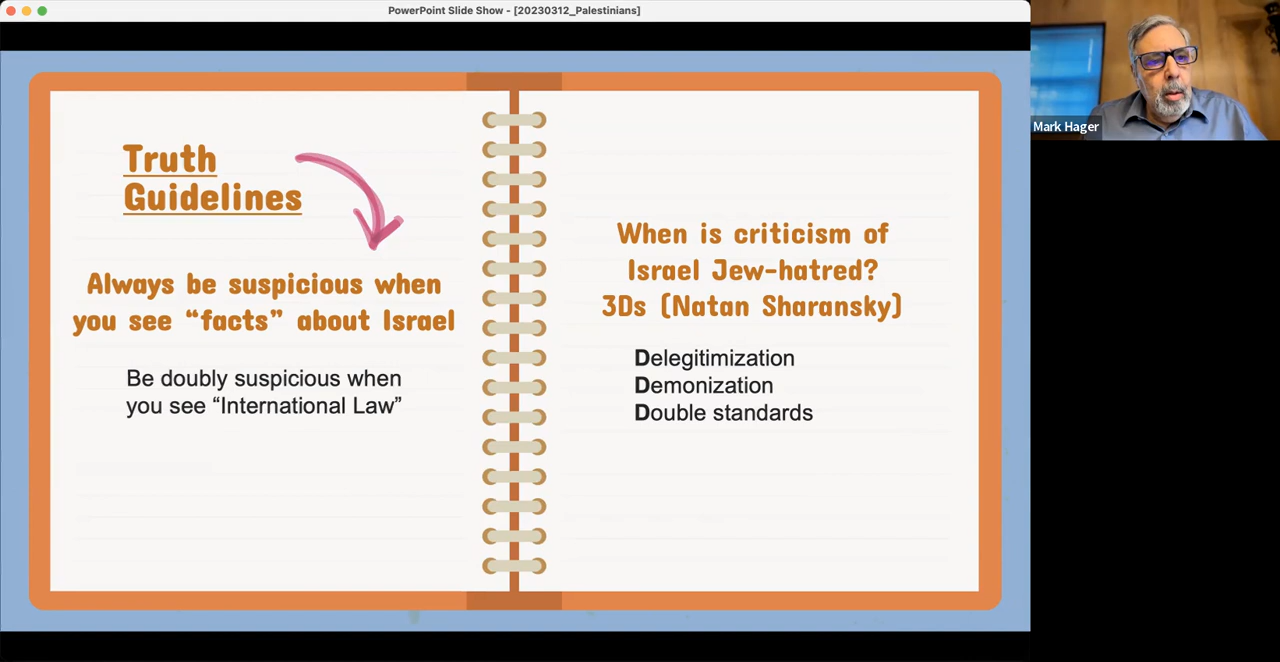 PowerPoint Slide Show - [20230312_Palestinians]
Truth
Guidelines
Always be suspicious when
you see “facts” about Israel
Be doubly suspicious when
you see “International Law”
When is criticism of
Israel Jew-hatred?
3Ds (Natan Sharansky)
Delegitimization
Demonization
Double standards
Mark Hager